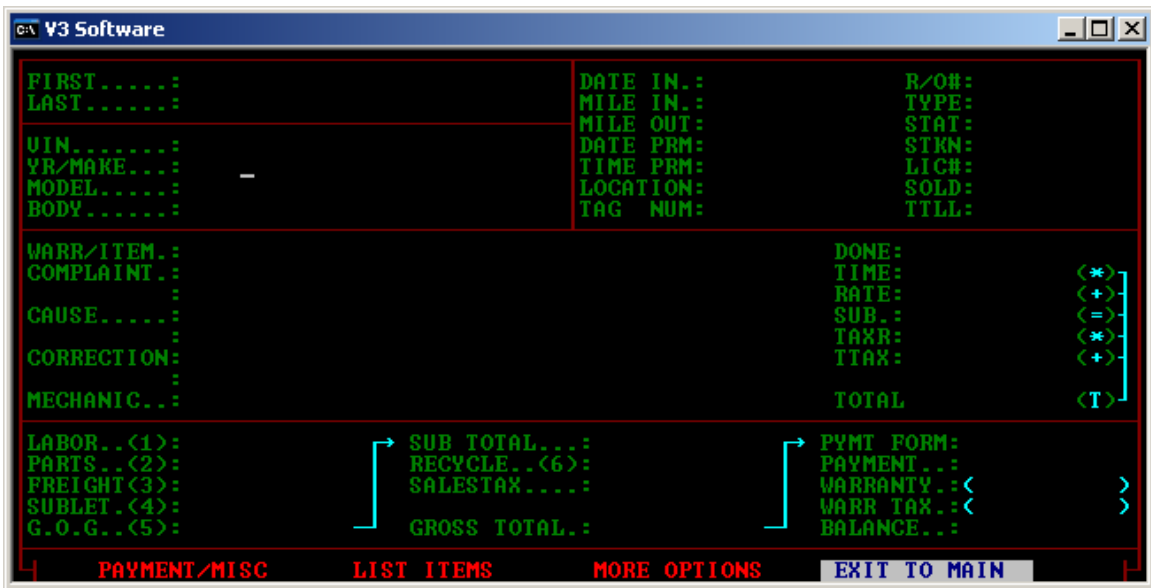 C:\ V3 Software
FIRST.....:
LAST......:
VIN.......:
YR/MAKE...:
MODEL.....:
BODY......:
DATE IN.: R/O#:
MILE IN.: TYPE:
MILE OUT: STAT:
DATE PRM: STKN:
TIME PRM: LIC#:
LOCATION: SOLD:
TAG NUM: TTLL:
WARR/ITEM.:
COMPLAINT.:
:
CAUSE.....:
:
CORRECTION:
:
MECHANIC..:
DONE:
TIME: (*)
RATE: (+)
SUB.: (=)
TAXR: (*)
TTAX: (+)
TOTAL (T)
LABOR..(1):
PARTS..(2):
FREIGHT(3):
SUBLET.(4):
G.O.G..(5):
SUB TOTAL...:
RECYCLE..(6):
SALESTAX....:
GROSS TOTAL.:
PYMT FORM:
PAYMENT..:
WARRANTY.:( )
WARR TAX.:( )
BALANCE..:
PAYMENT/MISC LIST ITEMS MORE OPTIONS EXIT TO MAIN